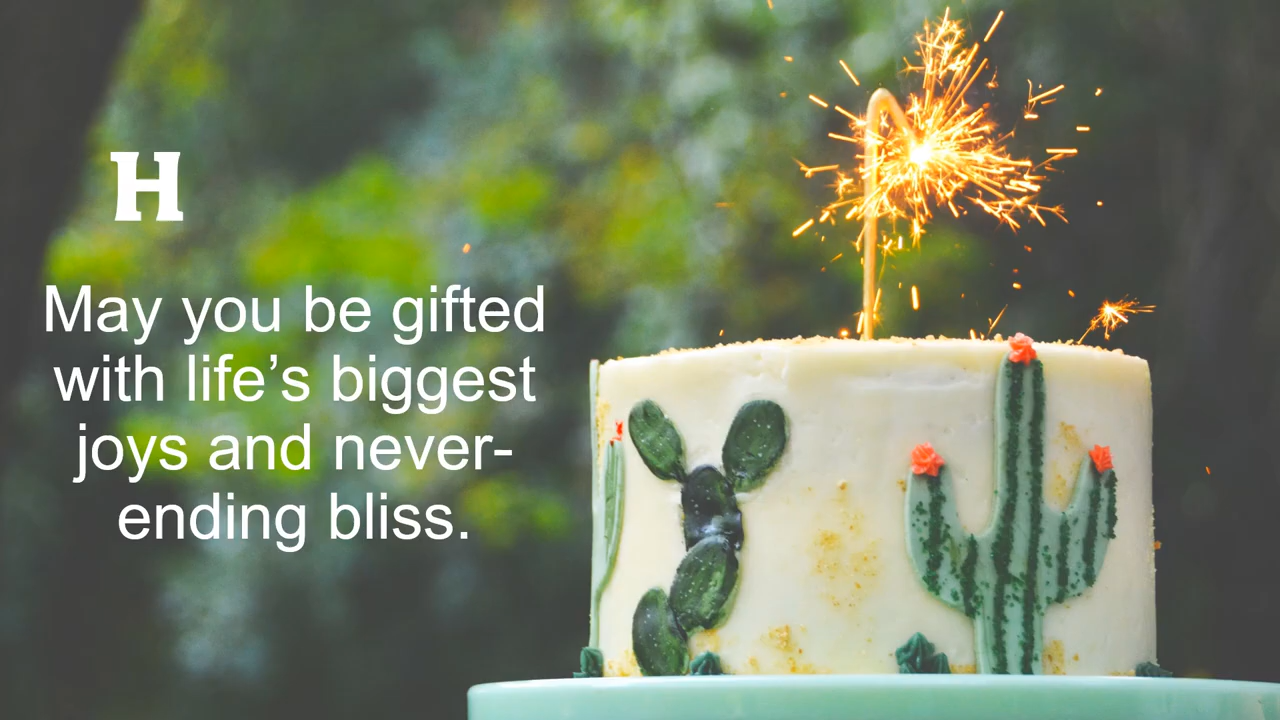 H
May you be gifted
with life’s biggest
joys and never-
ending bliss.